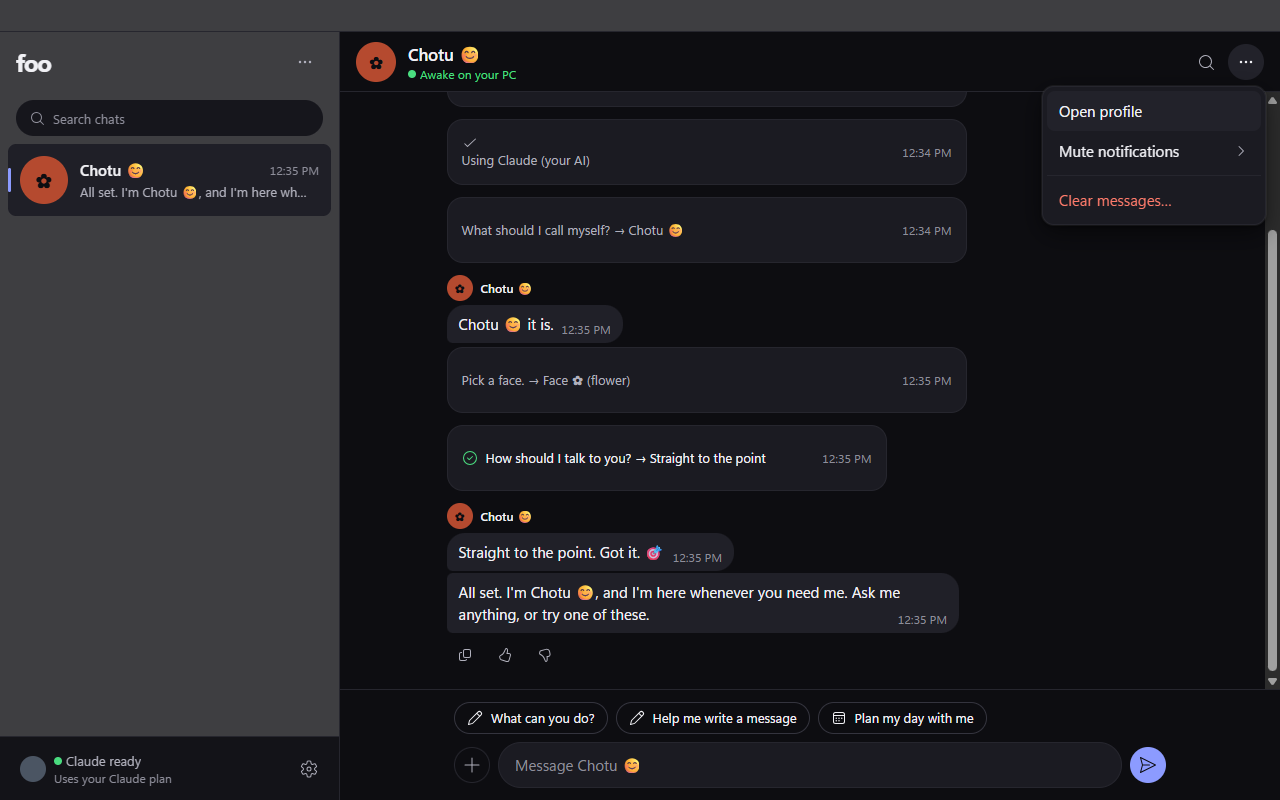 foo
Search chats
Chotu 😊
12:35 PM
All set. I'm Chotu 😊, and I'm here wh...
Claude ready
Uses your Claude plan
Chotu 😊
Awake on your PC
Open profile
Mute notifications
Clear messages...
Using Claude (your AI)
12:34 PM
What should I call myself? → Chotu 😊
12:34 PM
Chotu 😊
Chotu 😊 it is.
12:35 PM
Pick a face. → Face ✿ (flower)
12:35 PM
How should I talk to you? → Straight to the point
12:35 PM
Chotu 😊
Straight to the point. Got it. 🎯
12:35 PM
All set. I'm Chotu 😊, and I'm here whenever you need me. Ask me
anything, or try one of these.
12:35 PM
What can you do?
Help me write a message
Plan my day with me
Message Chotu 😊